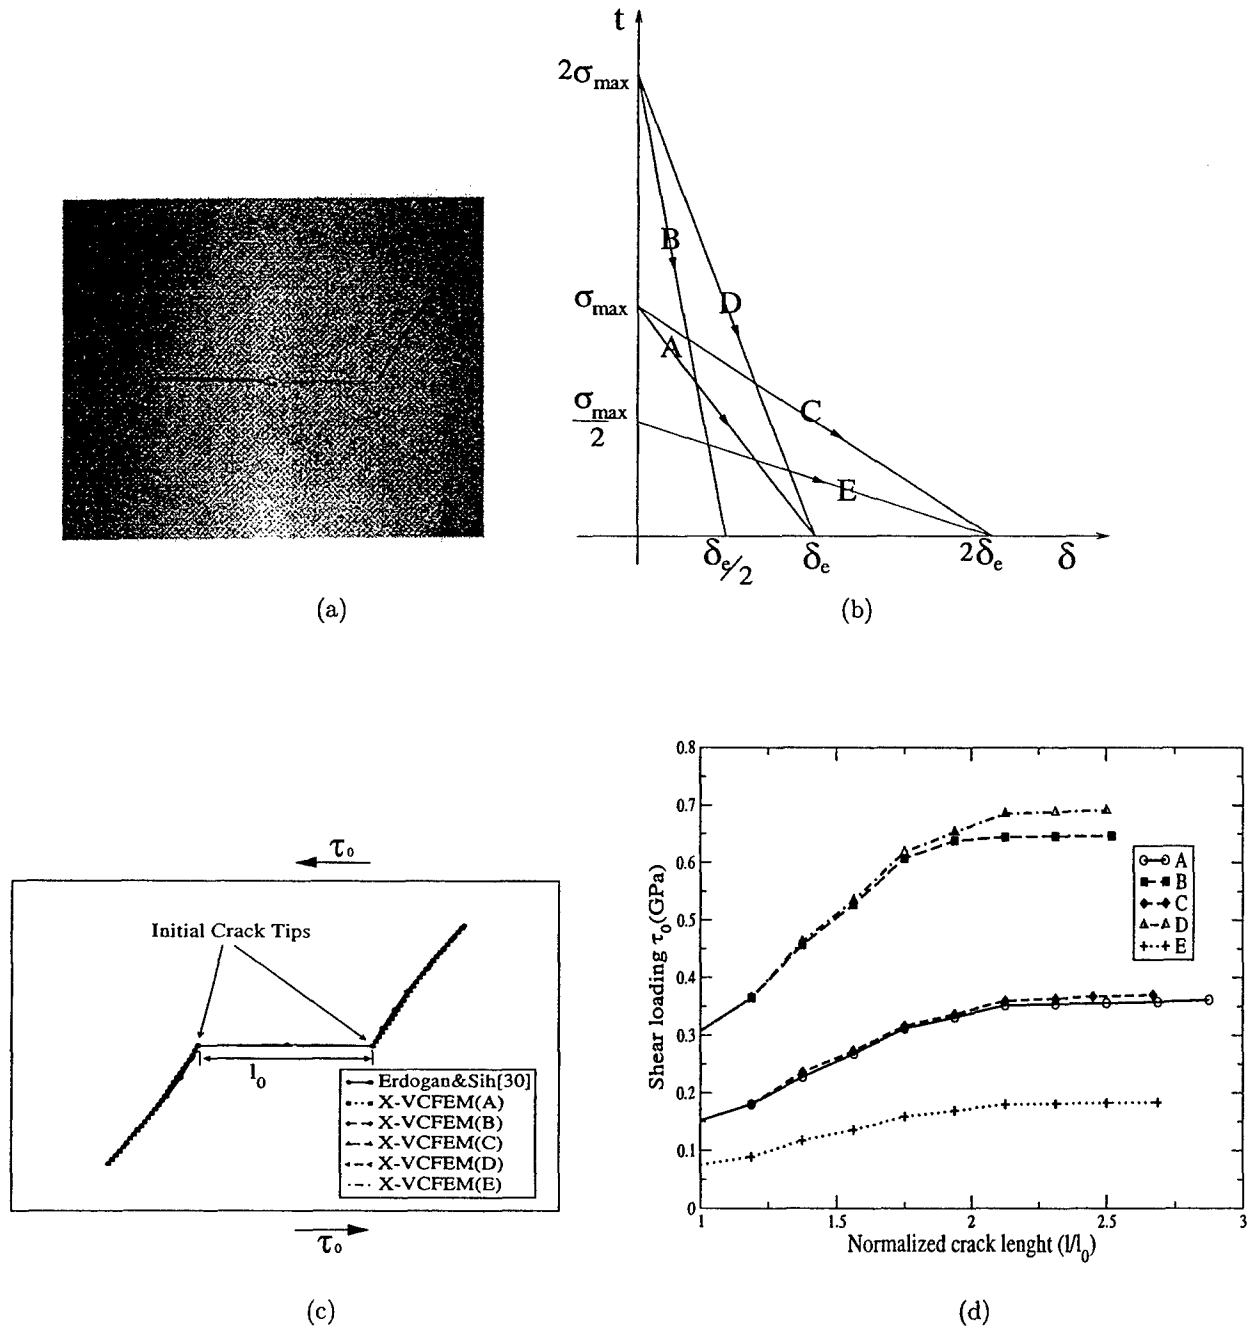 t
2σmax
B
σmax
D
A
σmax
2
C
E
δe/2
δe
2δe
δ
(a)
(b)
τ0
Initial Crack Tips
l0
Erdogan&Sih[30]
X-VCFEM(A)
X-VCFEM(B)
X-VCFEM(C)
X-VCFEM(D)
X-VCFEM(E)
τ0
(c)
Shear loading τ0(GPa)
0.8
0.7
0.6
0.5
0.4
0.3
0.2
0.1
0
1
1.5
2
2.5
3
A
B
C
D
E
Normalized crack lenght (l/l0)
(d)